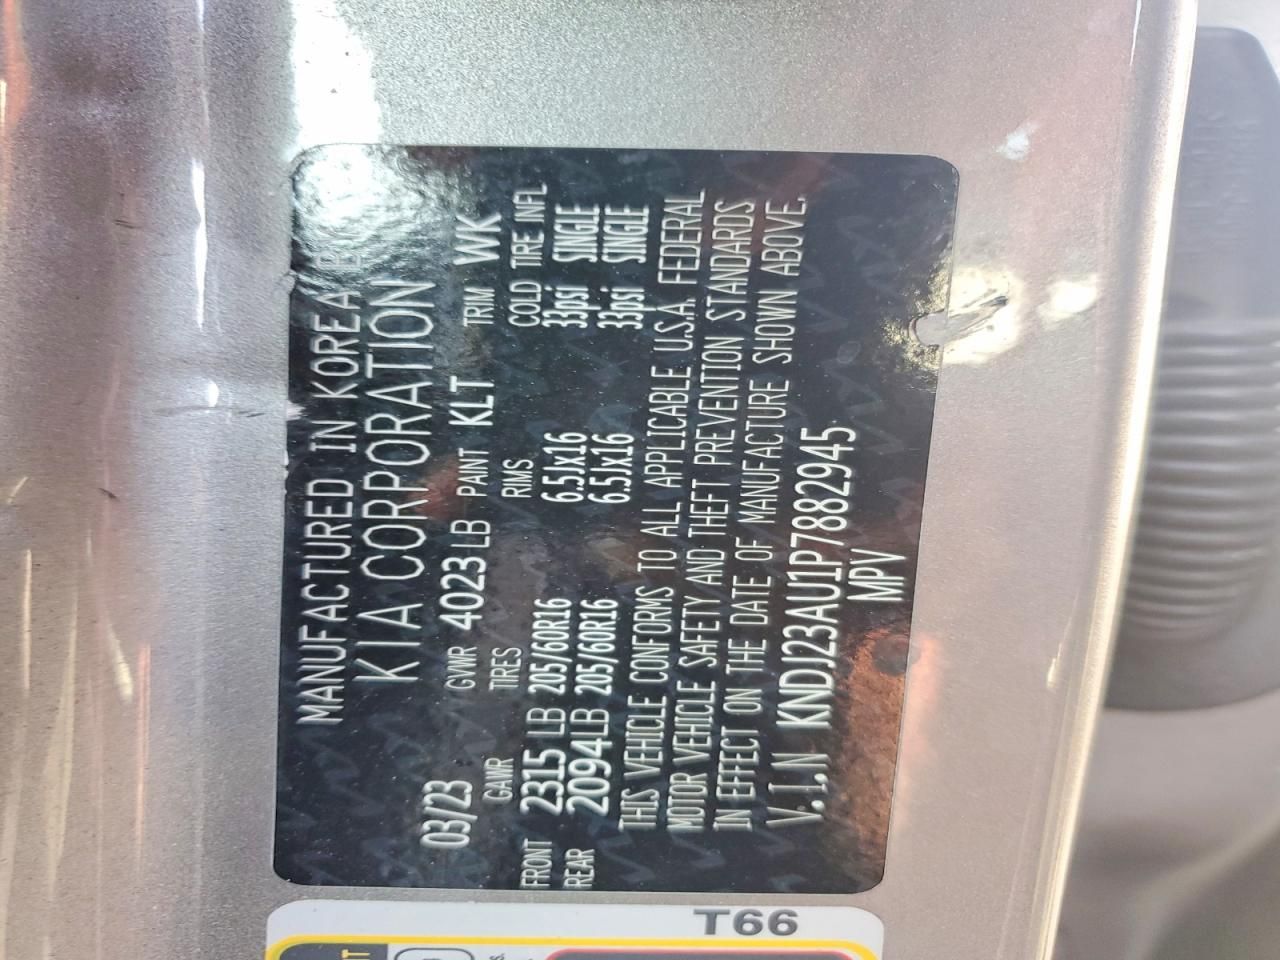 MANUFACTURED IN KOREA
KIA CORPORATION
03/23 GVWR 4023 LB PAINT KLT TRIM WK
GAWR TIRES RIMS COLD TIRE INFL
FRONT 2315 LB 205/60R16 6.5Jx16 33psi SINGLE
REAR 2094LB 205/60R16 6.5Jx16 33psi SINGLE
THIS VEHICLE CONFORMS TO ALL APPLICABLE U.S.A. FEDERAL
MOTOR VEHICLE SAFETY AND THEFT PREVENTION STANDARDS
IN EFFECT ON THE DATE OF MANUFACTURE SHOWN ABOVE.
V.I.N KNDJ23AU1P7882945
MPV
T66